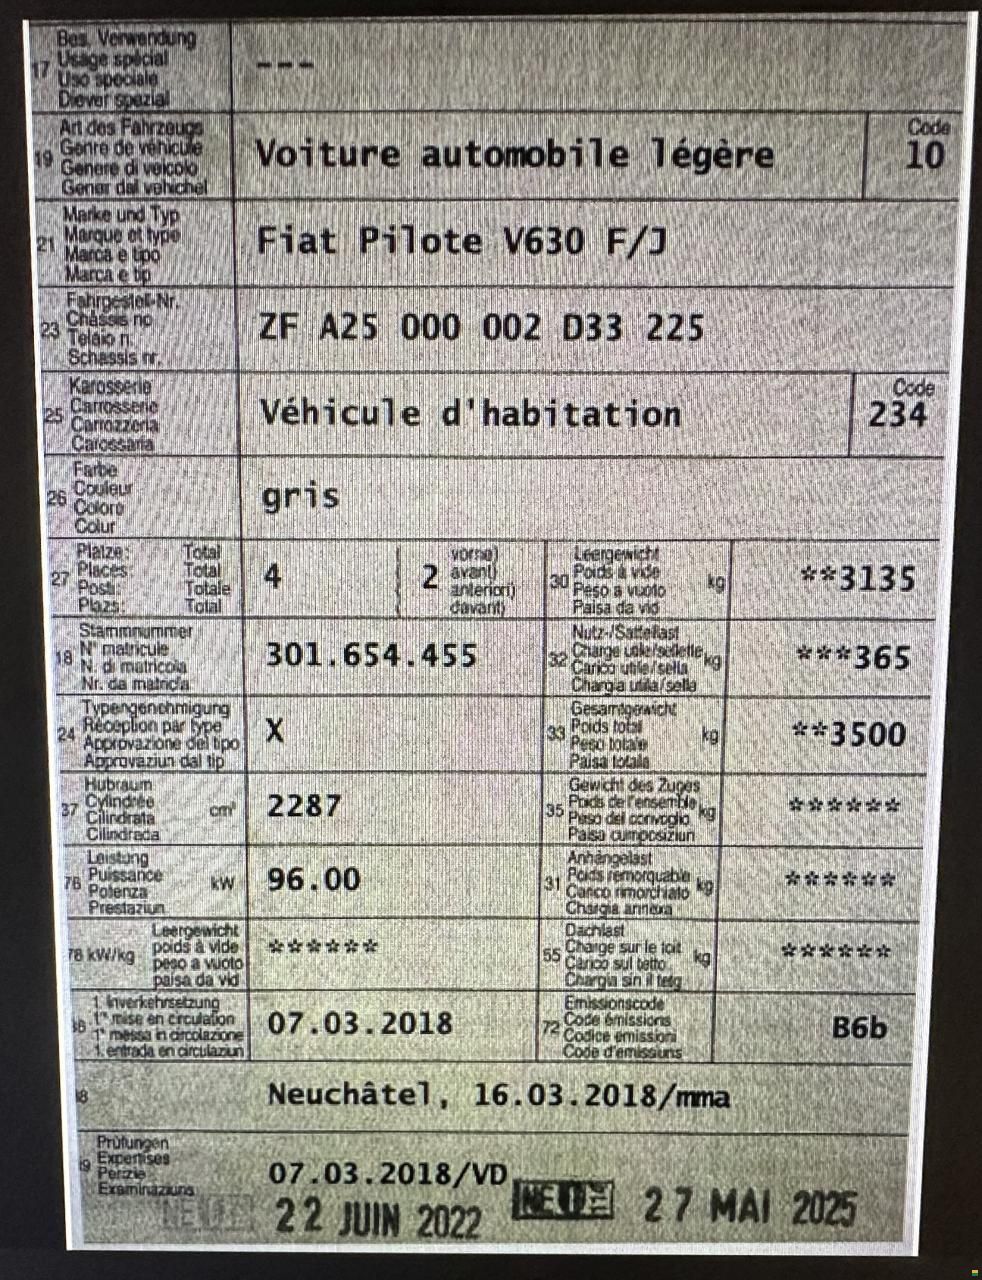 17 Bes. Verwendung
Usage spécial
Uso speciale
Diever spezial
---
19 Art des Fahrzeugs
Genre de véhicule
Genere di veicolo
Gener dal vehichel
Voiture automobile légère
Code
10
21 Marke und Typ
Marque et type
Marca e tipo
Marca e tip
Fiat Pilote V630 F/J
23 Fahrgestell-Nr.
Châssis no
Telaio n.
Schassis nr.
ZF A25 000 002 D33 225
25 Karosserie
Carrosserie
Carrozzeria
Carossaria
Véhicule d'habitation
Code
234
26 Farbe
Couleur
Colore
Colur
gris
27 Plätze: Total
Places: Total
Posti: Totale
Plazs: Total
4
2
vorne)
avant)
anteriori)
davant)
30 Leergewicht
Poids à vide
Peso a vuoto
Paisa da vid
kg
**3135
18 Stammnummer
N° matricule
N. di matricola
Nr. da matricla
301.654.455
32 Nutz-/Sattellast
Charge utile/sellette
Carico utile/sella
Chargia utila/sella
kg
***365
24 Typengenehmigung
Réception par type
Approvazione del tipo
Approvaziun dal tip
X
33 Gesamtgewicht
Poids total
Peso totale
Paisa totala
kg
**3500
37 Hubraum
Cylindrée
Cilindrata
Cilindrada
cm³
2287
35 Gewicht des Zuges
Poids de l'ensemble
Peso del convoglio
Paisa cumposiziun
kg
******
76 Leistung
Puissance
Potenza
Prestaziun
kW
96.00
31 Anhängelast
Poids remorquable
Carico rimorchiato
Chargia annexa
kg
******
78 kW/kg
Leergewicht
poids à vide
peso a vuoto
paisa da vid
******
55 Dachlast
Charge sur le toit
Carico sul tetto
Chargia sin il tetg
kg
******
36 1. Inverkehrsetzung
1re mise en circulation
1a messa in circolazione
1. entrada en circulaziun
07.03.2018
72 Emissionscode
Code émissions
Codice emissioni
Code d'emissiuns
B6b
38
Neuchâtel, 16.03.2018/mma
39 Prüfungen
Expertises
Perizie
Examinaziuns
07.03.2018/VD
22 JUIN 2022
27 MAI 2025